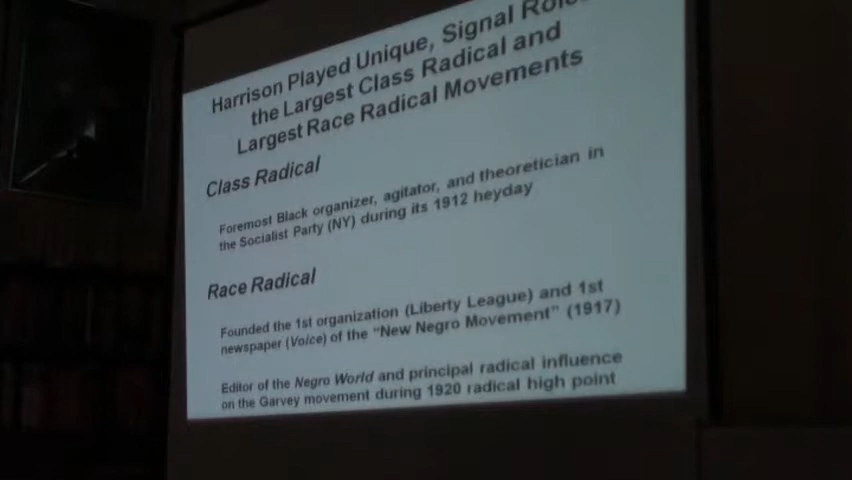 Harrison Played Unique, Signal
the Largest Class Radical and
Largest Race Radical Movements
Class Radical
Foremost Black organizer, agitator, and theoretician in
the Socialist Party (NY) during its 1912 heyday
Race Radical
Founded the 1st organization (Liberty League) and 1st
newspaper (Voice) of the “New Negro Movement” (1917)
Editor of the Negro World and principal radical influence
on the Garvey movement during 1920 radical high point